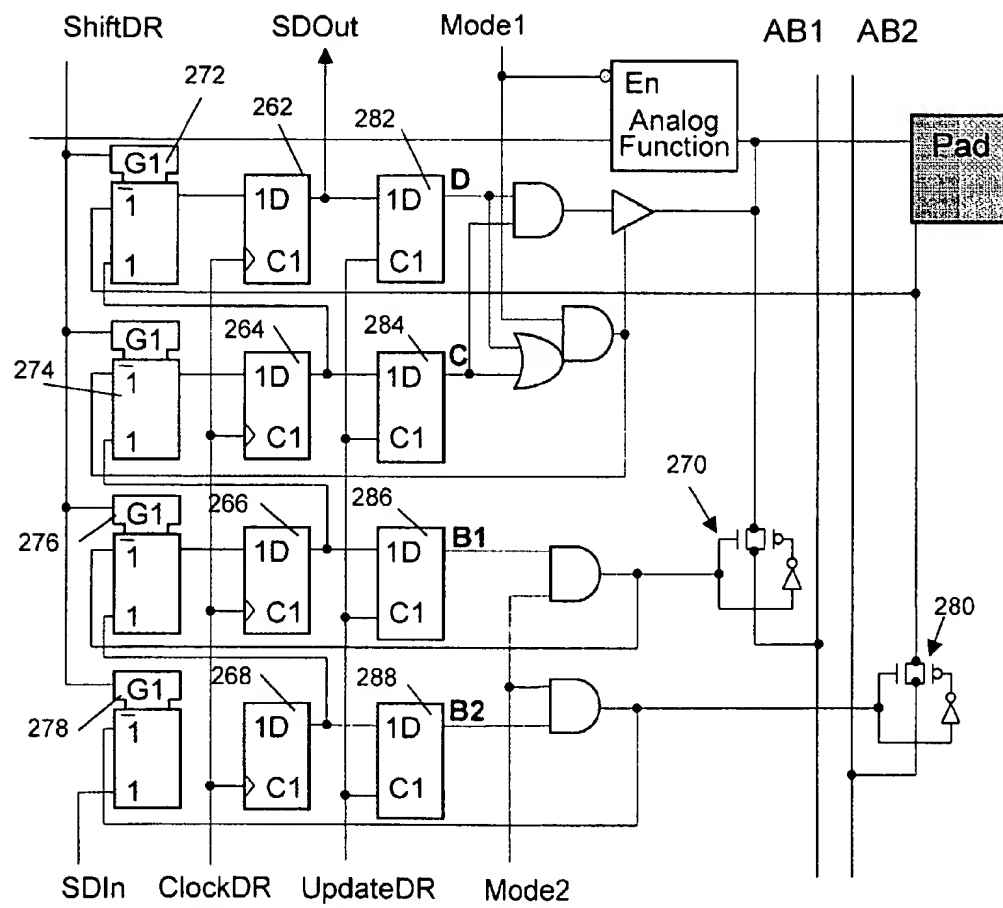 ShiftDR SDOut Mode1 AB1 AB2
272
262 282
En
Analog
Function
Pad
G1
1
1
1D
C1
1D
C1
D
274
264 284
G1
1
1
1D
C1
1D
C1
C
276
266 286
G1
1
1
1D
C1
1D
C1
B1
270
278
268 288
G1
1
1
1D
C1
1D
C1
B2
280
SDIn ClockDR UpdateDR Mode2